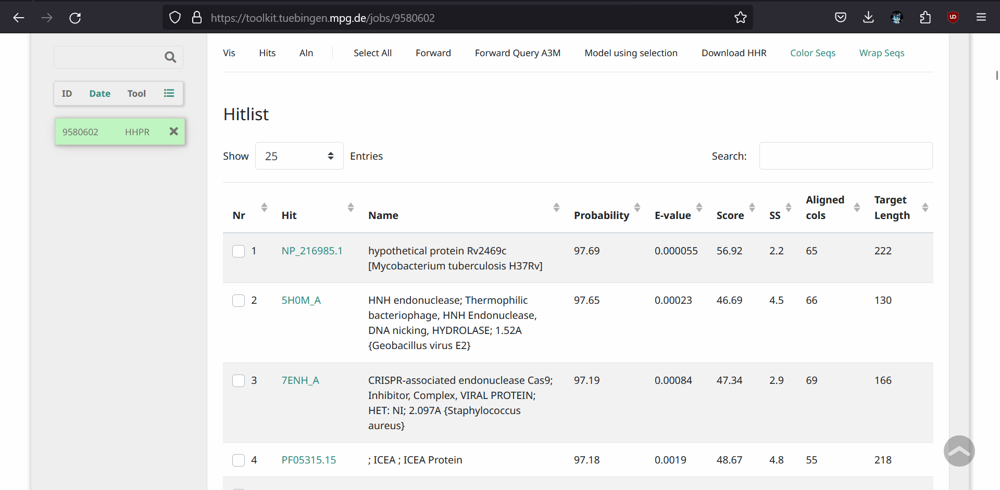 https://toolkit.tuebingen.mpg.de/jobs/9580602
Vis Hits Aln Select All Forward Forward Query A3M Model using selection Download HHR Color Seqs Wrap Seqs
ID Date Tool
9580602 HHPR
Hitlist
Show 25 Entries Search:
Nr Hit Name Probability E-value Score SS Aligned cols Target Length
1 NP_216985.1 hypothetical protein Rv2469c 97.69 0.000055 56.92 2.2 65 222
[Mycobacterium tuberculosis H37Rv]
2 5H0M_A HNH endonuclease; Thermophilic 97.65 0.00023 46.69 4.5 66 130
bacteriophage, HNH Endonuclease,
DNA nicking, HYDROLASE; 1.52A
{Geobacillus virus E2}
3 7ENH_A CRISPR-associated endonuclease Cas9; 97.19 0.00084 47.34 2.9 69 166
Inhibitor, Complex, VIRAL PROTEIN;
HET: NI; 2.097A {Staphylococcus
aureus}
4 PF05315.15 ; ICEA ; ICEA Protein 97.18 0.0019 48.67 4.8 55 218